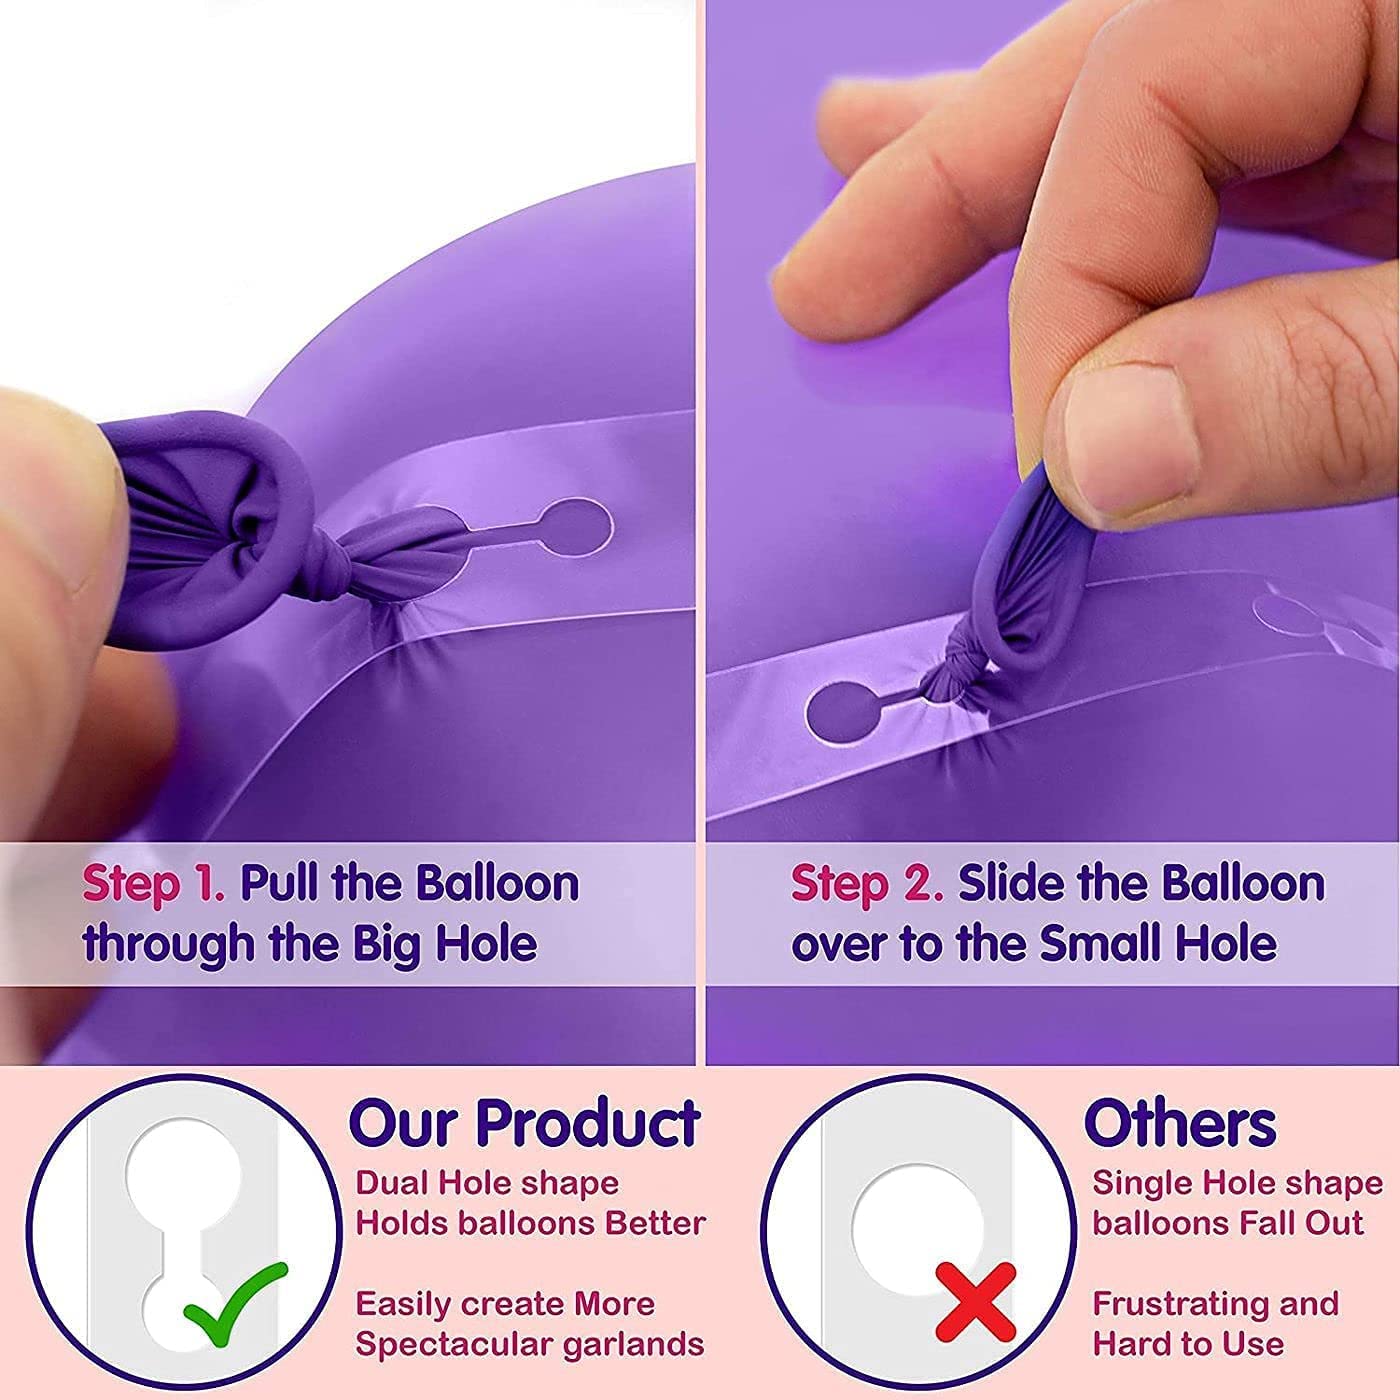 Step 1. Pull the Balloon
through the Big Hole
Step 2. Slide the Balloon
over to the Small Hole
Our Product
Dual Hole shape
Holds balloons Better
Easily create More
Spectacular garlands
Others
Single Hole shape
balloons Fall Out
Frustrating and
Hard to Use